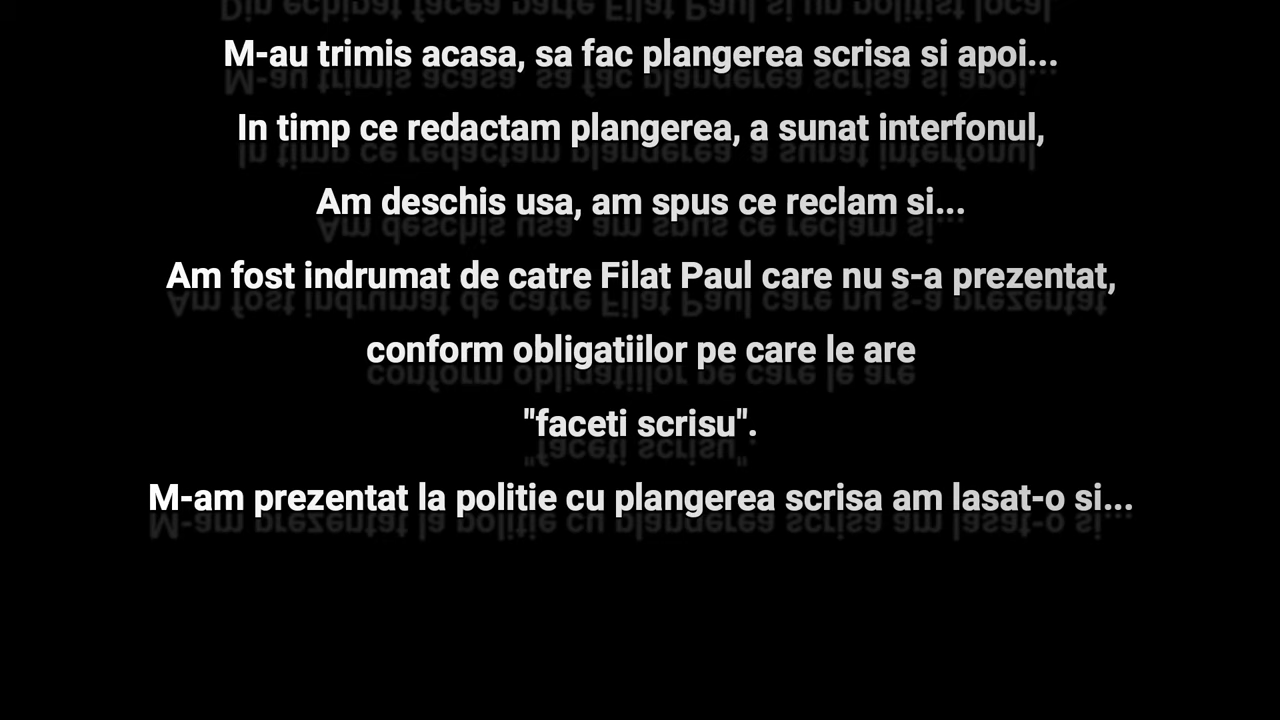 M-au trimis acasa, sa fac plangerea scrisa si apoi...
In timp ce redactam plangerea, a sunat interfonul,
Am deschis usa, am spus ce reclam si...
Am fost indrumat de catre Filat Paul care nu s-a prezentat,
conform obligatiilor pe care le are
"faceti scrisu".
M-am prezentat la politie cu plangerea scrisa am lasat-o si...